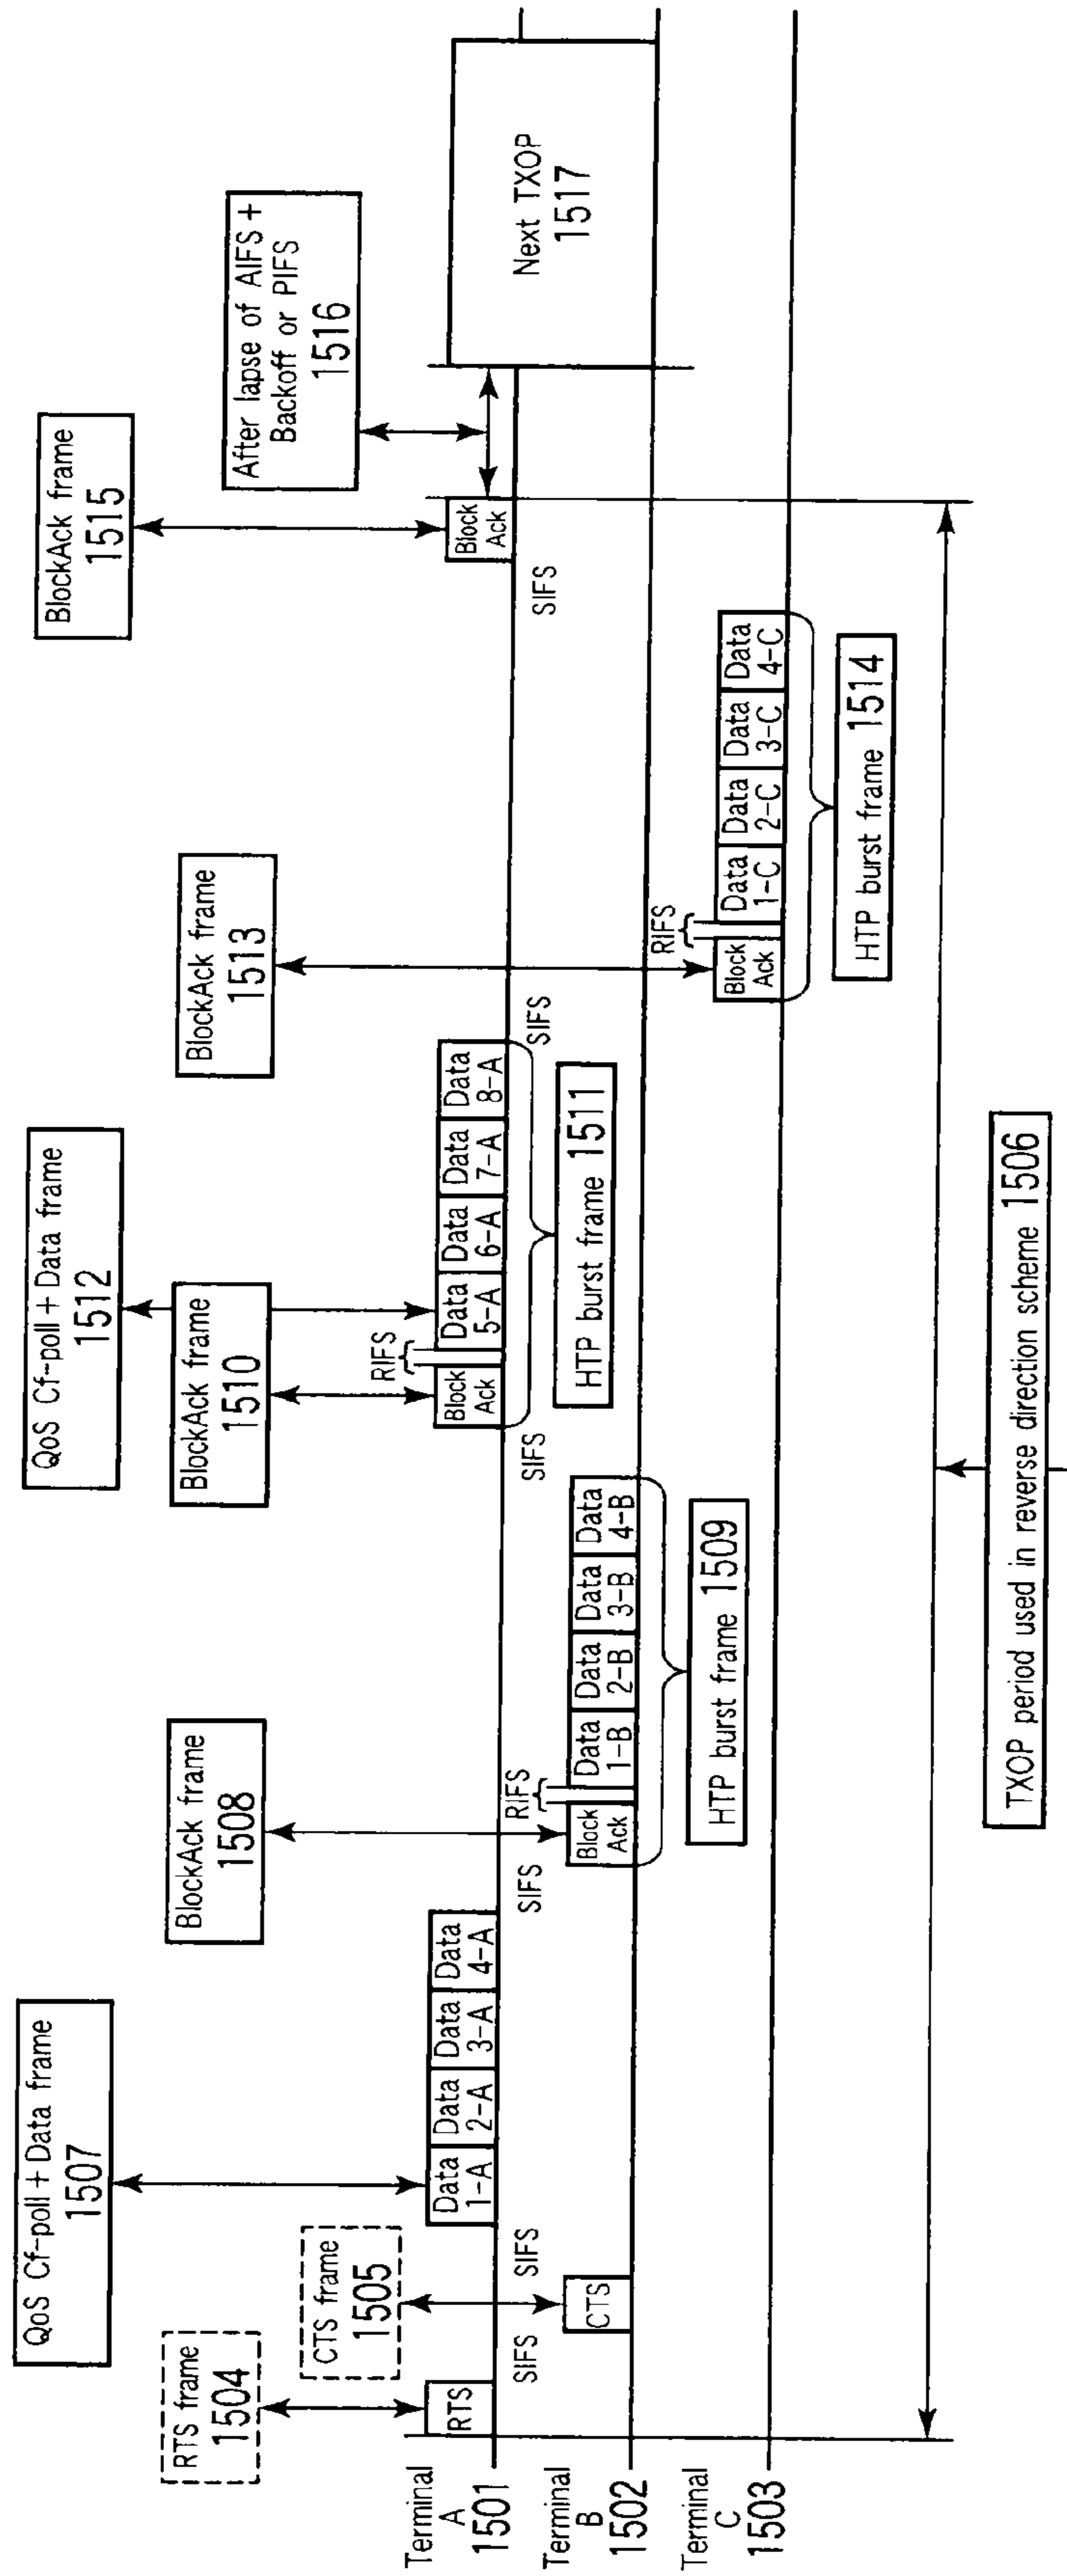 QoS Cf-poll + Data frame
1507
QoS Cf-poll + Data frame
1512
BlockAck frame
1515
RTS frame
1504
CTS frame
1505
BlockAck frame
1508
BlockAck frame
1510
BlockAck frame
1513
After lapse of AIFS +
Backoff or PIFS
1516
Terminal
A
1501
RTS
SIFS
SIFS
Data
1-A
Data
2-A
Data
3-A
Data
4-A
SIFS
RIFS
SIFS
Block
Ack
RIFS
Data
5-A
Data
6-A
Data
7-A
Data
8-A
SIFS
SIFS
Block
Ack
Next TXOP
1517
HTP burst frame 1511
Terminal
B
1502
CTS
Block
Ack
Data
1-B
Data
2-B
Data
3-B
Data
4-B
HTP burst frame 1509
Terminal
C
1503
Block
Ack
RIFS
Data
1-C
Data
2-C
Data
3-C
Data
4-C
HTP burst frame 1514
TXOP period used in reverse direction scheme 1506